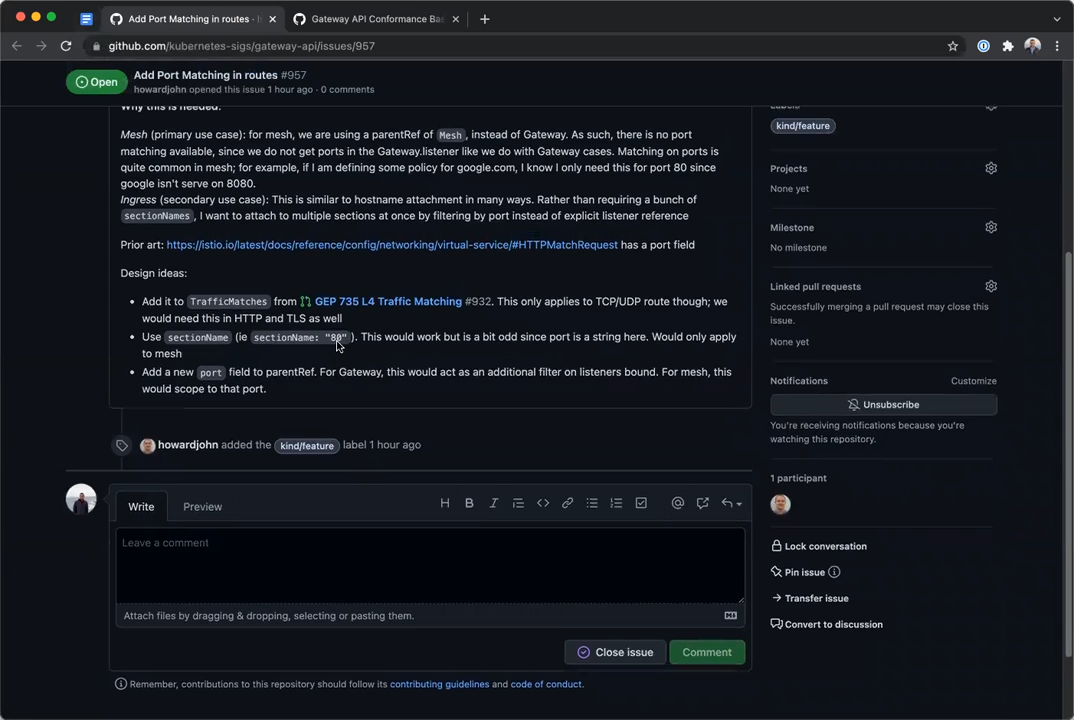 Add Port Matching in routes · I
Gateway API Conformance Bas
github.com/kubernetes-sigs/gateway-api/issues/957
Open
Add Port Matching in routes #957
howardjohn opened this issue 1 hour ago · 0 comments
Why this is needed:
Mesh (primary use case): for mesh, we are using a parentRef of Mesh, instead of Gateway. As such, there is no port
matching available, since we do not get ports in the Gateway.listener like we do with Gateway cases. Matching on ports is
quite common in mesh; for example, if I am defining some policy for google.com, I know I only need this for port 80 since
google isn't serve on 8080.
Ingress (secondary use case): This is similar to hostname attachment in many ways. Rather than requiring a bunch of
sectionNames, I want to attach to multiple sections at once by filtering by port instead of explicit listener reference
Prior art: https://istio.io/latest/docs/reference/config/networking/virtual-service/#HTTPMatchRequest has a port field
Design ideas:
• Add it to TrafficMatches from GEP 735 L4 Traffic Matching #932. This only applies to TCP/UDP route though; we
would need this in HTTP and TLS as well
• Use sectionName (ie sectionName: "80"). This would work but is a bit odd since port is a string here. Would only apply
to mesh
• Add a new port field to parentRef. For Gateway, this would act as an additional filter on listeners bound. For mesh, this
would scope to that port.
howardjohn added the kind/feature label 1 hour ago
Write
Preview
Leave a comment
Attach files by dragging & dropping, selecting or pasting them.
Close issue
Comment
Remember, contributions to this repository should follow its contributing guidelines and code of conduct.
Labels
kind/feature
Projects
None yet
Milestone
No milestone
Linked pull requests
Successfully merging a pull request may close this
issue.
None yet
Notifications
Customize
Unsubscribe
You're receiving notifications because you're
watching this repository.
1 participant
Lock conversation
Pin issue
Transfer issue
Convert to discussion